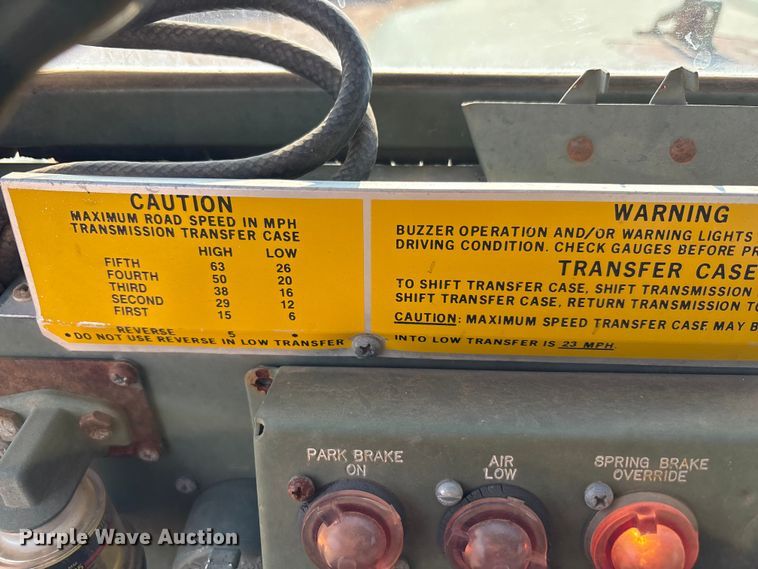 CAUTION
MAXIMUM ROAD SPEED IN MPH
TRANSMISSION TRANSFER CASE
HIGH LOW
FIFTH 63 26
FOURTH 50 20
THIRD 38 16
SECOND 29 12
FIRST 15 6
REVERSE 5 •
• DO NOT USE REVERSE IN LOW TRANSFER
WARNING
BUZZER OPERATION AND/OR WARNING LIGHTS
DRIVING CONDITION. CHECK GAUGES BEFORE PR
TRANSFER CASE
TO SHIFT TRANSFER CASE, SHIFT TRANSMISSION
SHIFT TRANSFER CASE, RETURN TRANSMISSION TO
CAUTION: MAXIMUM SPEED TRANSFER CASE MAY B
INTO LOW TRANSFER IS 23 MPH.
PARK BRAKE
ON
AIR
LOW
SPRING BRAKE
OVERRIDE
Purple Wave Auction